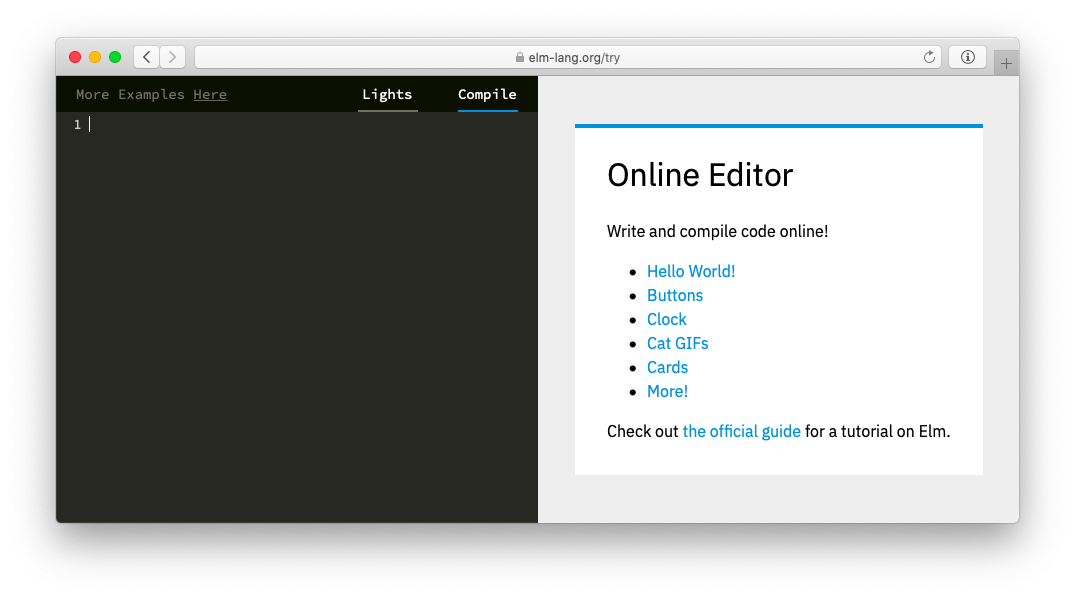 elm-lang.org/try
More Examples Here Lights Compile
1
Online Editor
Write and compile code online!
Hello World!
Buttons
Clock
Cat GIFs
Cards
More!
Check out the official guide for a tutorial on Elm.